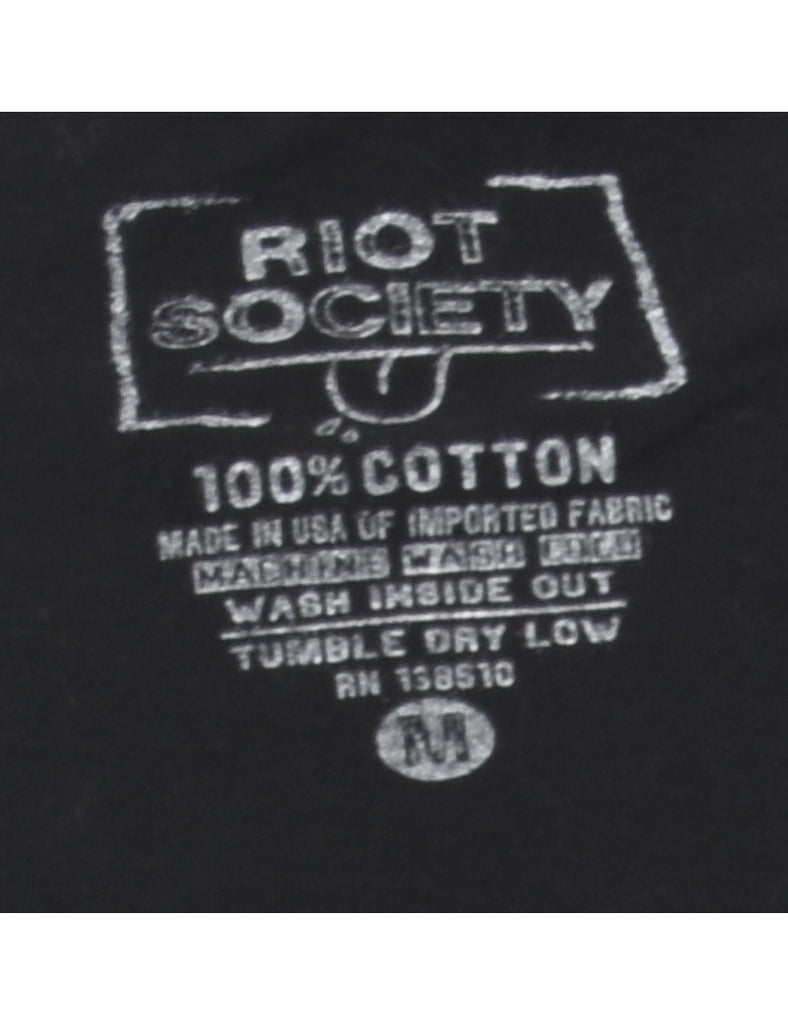 RIOT
SOCIETY
100% COTTON
MADE IN USA OF IMPORTED FABRIC
MACHINE WASH COLD
WASH INSIDE OUT
TUMBLE DRY LOW
RN 138510
M